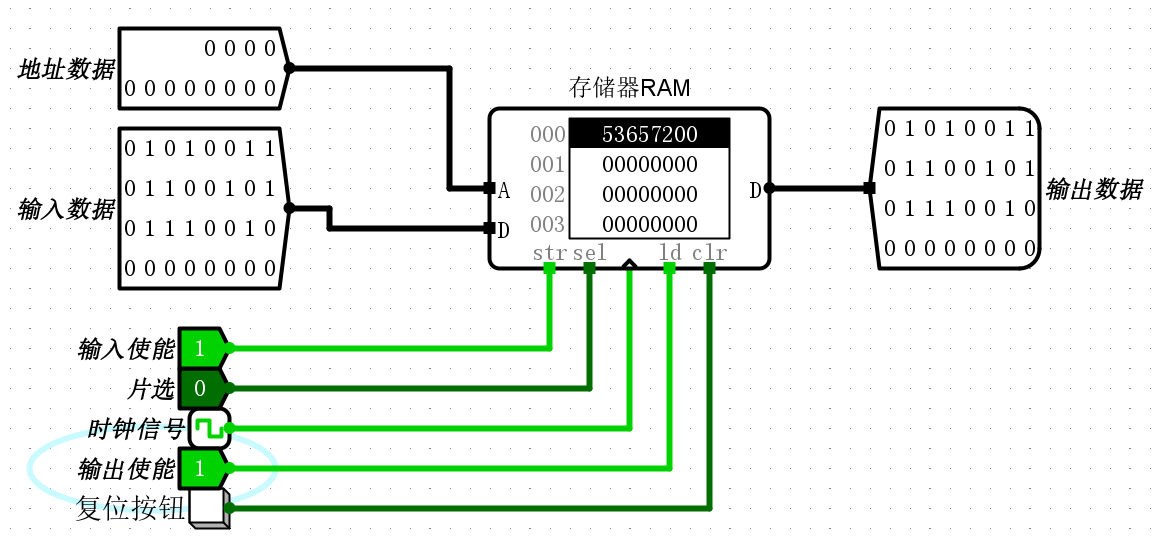 地址数据
0 0 0 0
0 0 0 0 0 0 0 0
输入数据
0 1 0 1 0 0 1 1
0 1 1 0 0 1 0 1
0 1 1 1 0 0 1 0
0 0 0 0 0 0 0 0
存储器RAM
000 53657200
001 00000000
002 00000000
003 00000000
A
D
D
str sel ld clr
0 1 0 1 0 0 1 1
0 1 1 0 0 1 0 1
0 1 1 1 0 0 1 0
0 0 0 0 0 0 0 0
输出数据
输入使能 1
片选 0
时钟信号
输出使能 1
复位按钮